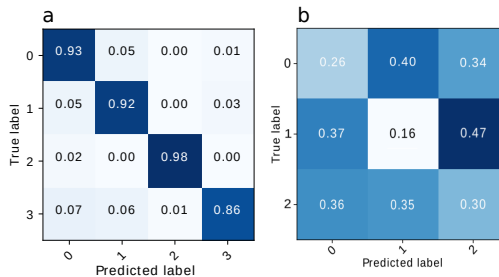 a
0 0.93 0.05 0.00 0.01
1 0.05 0.92 0.00 0.03
2 0.02 0.00 0.98 0.00
3 0.07 0.06 0.01 0.86
0 1 2 3
True label
Predicted label
b
0 0.26 0.40 0.34
1 0.37 0.16 0.47
2 0.36 0.35 0.30
0 1 2
True label
Predicted label